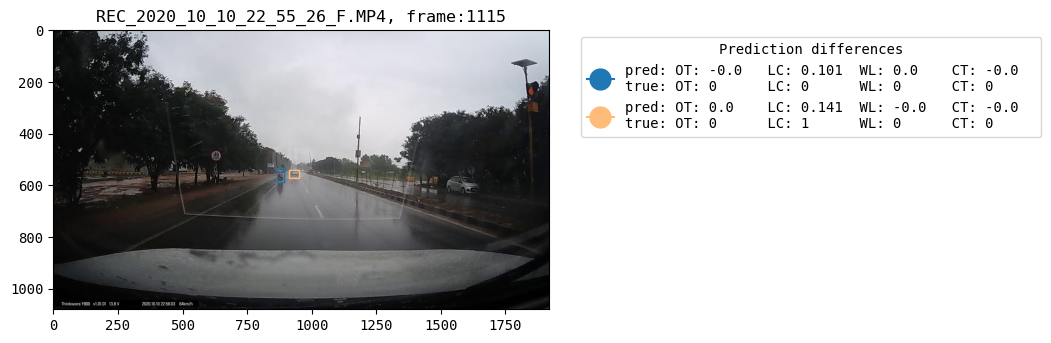 REC_2020_10_10_22_55_26_F.MP4, frame:1115
0
200
400
600
800
1000
0 250 500 750 1000 1250 1500 1750
Prediction differences
pred: OT: -0.0 LC: 0.101 WL: 0.0 CT: -0.0
true: OT: 0 LC: 0 WL: 0 CT: 0
pred: OT: 0.0 LC: 0.141 WL: -0.0 CT: -0.0
true: OT: 0 LC: 1 WL: 0 CT: 0